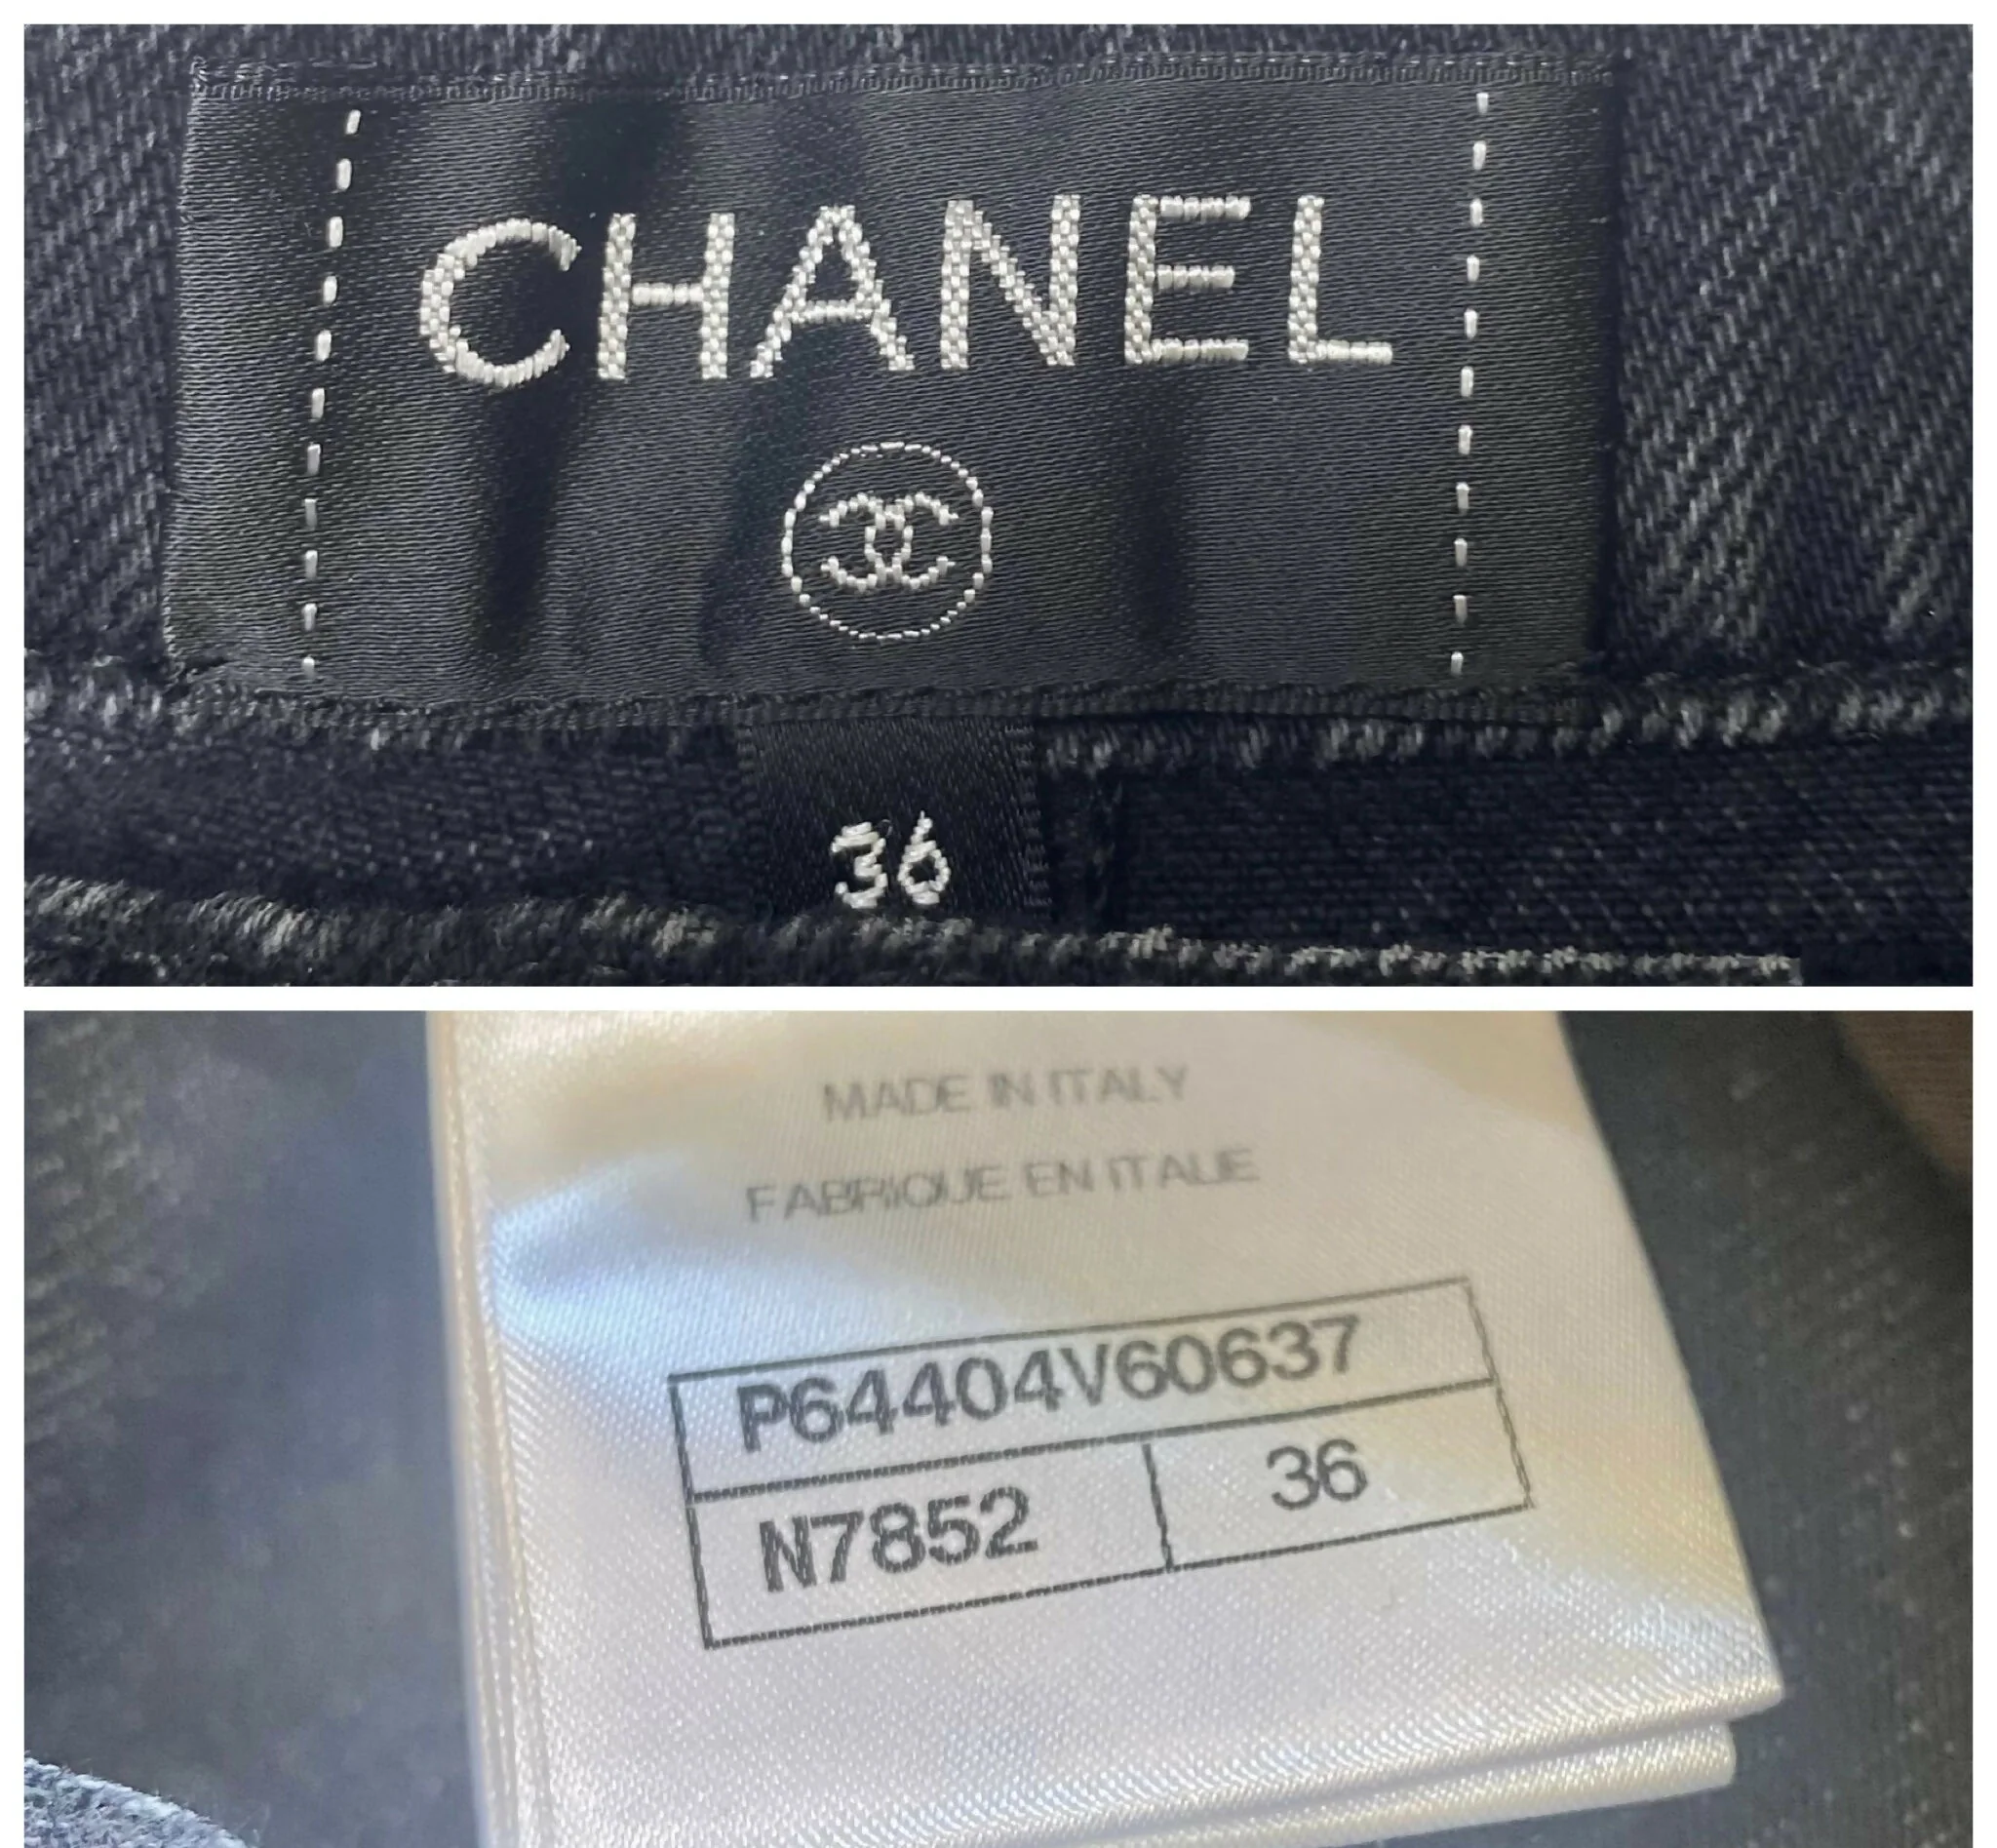 CHANEL
36
MADE IN ITALY
FABRIQUE EN ITALIE
P64404V60637
N7852 36